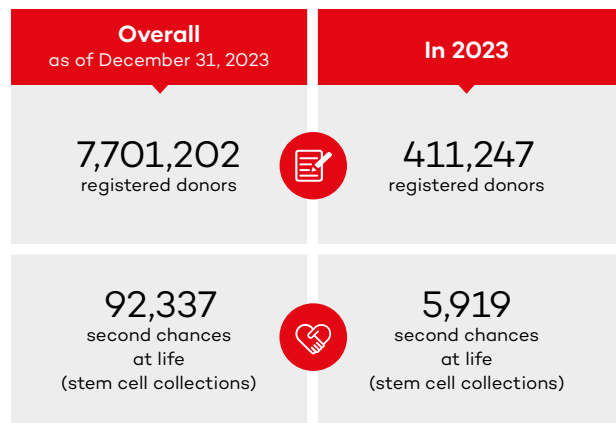 Overall
as of December 31, 2023
In 2023
7,701,202
registered donors
411,247
registered donors
92,337
second chances
at life
(stem cell collections)
5,919
second chances
at life
(stem cell collections)